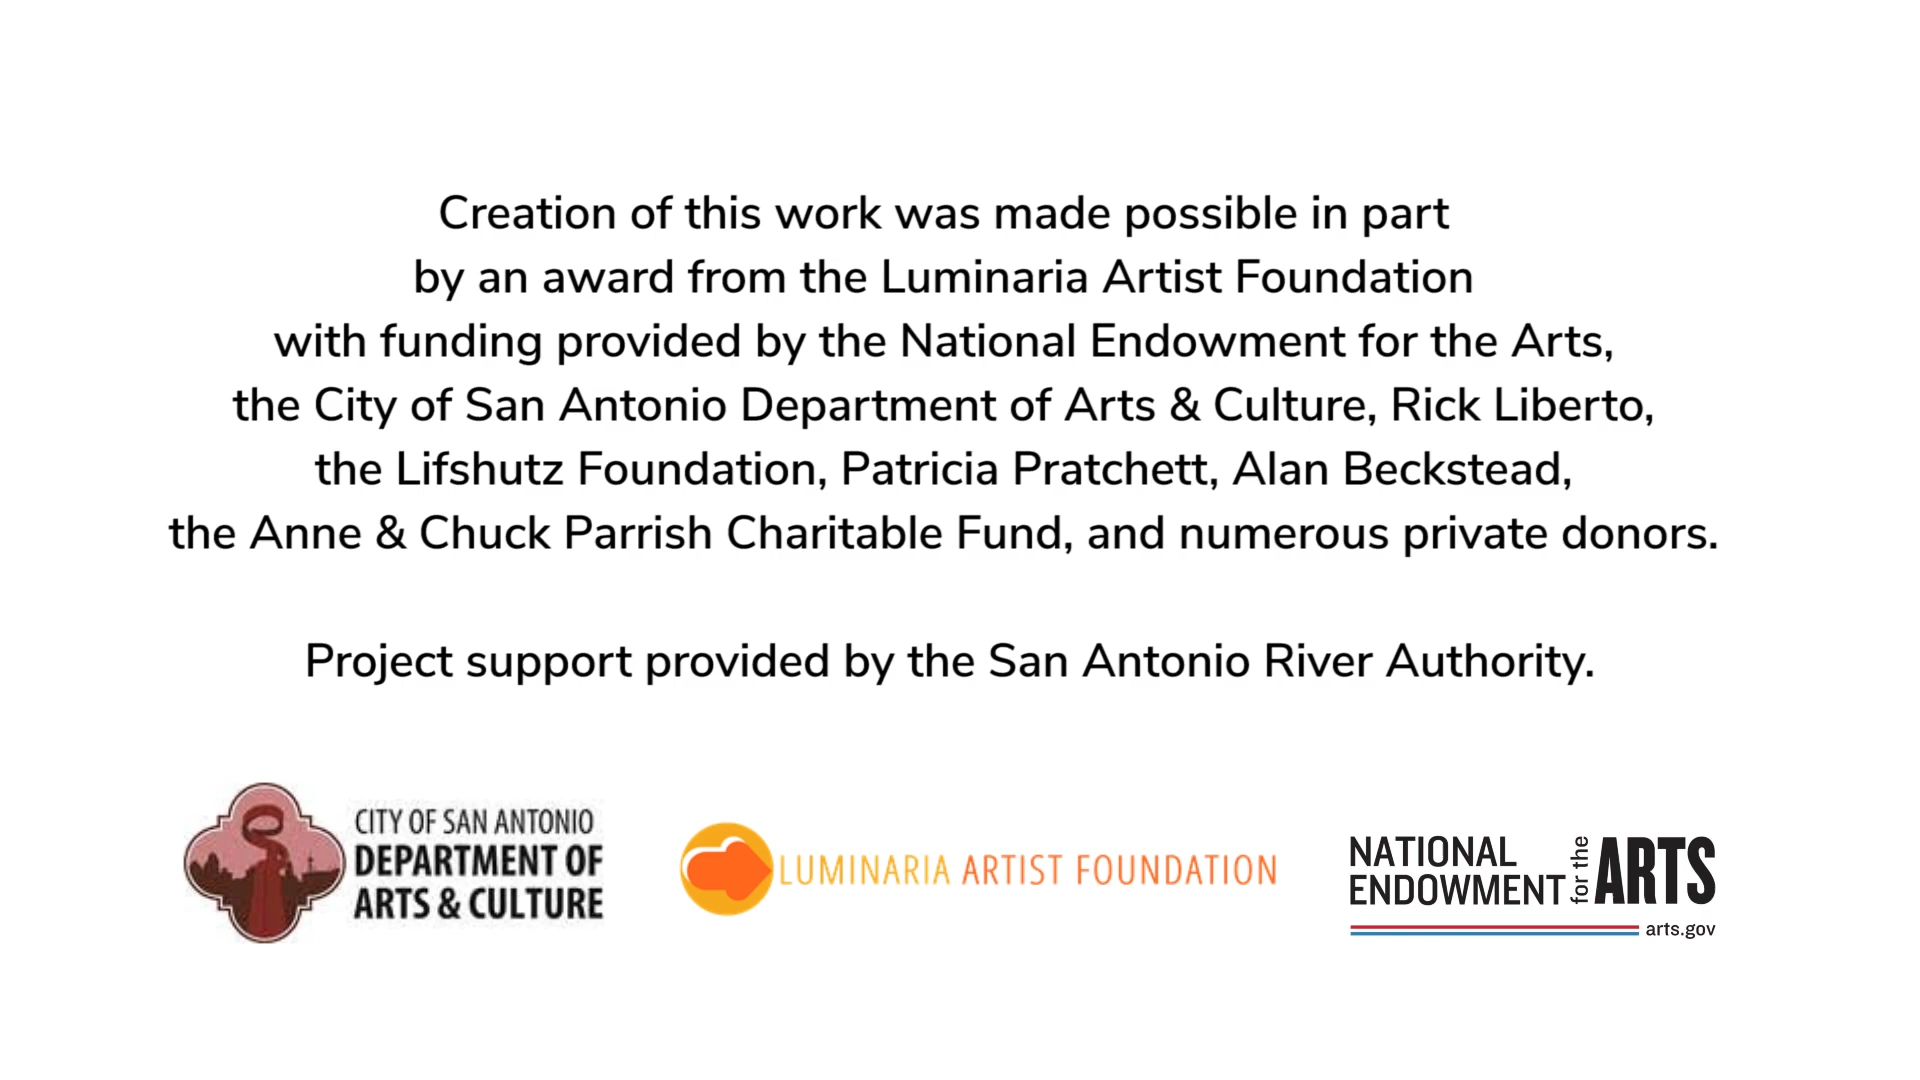 Creation of this work was made possible in part
by an award from the Luminaria Artist Foundation
with funding provided by the National Endowment for the Arts,
the City of San Antonio Department of Arts & Culture, Rick Liberto,
the Lifshutz Foundation, Patricia Pratchett, Alan Beckstead,
the Anne & Chuck Parrish Charitable Fund, and numerous private donors.
Project support provided by the San Antonio River Authority.
CITY OF SAN ANTONIO
DEPARTMENT OF
ARTS & CULTURE
LUMINARIA ARTIST FOUNDATION
NATIONAL
ENDOWMENT
for the
ARTS
arts.gov